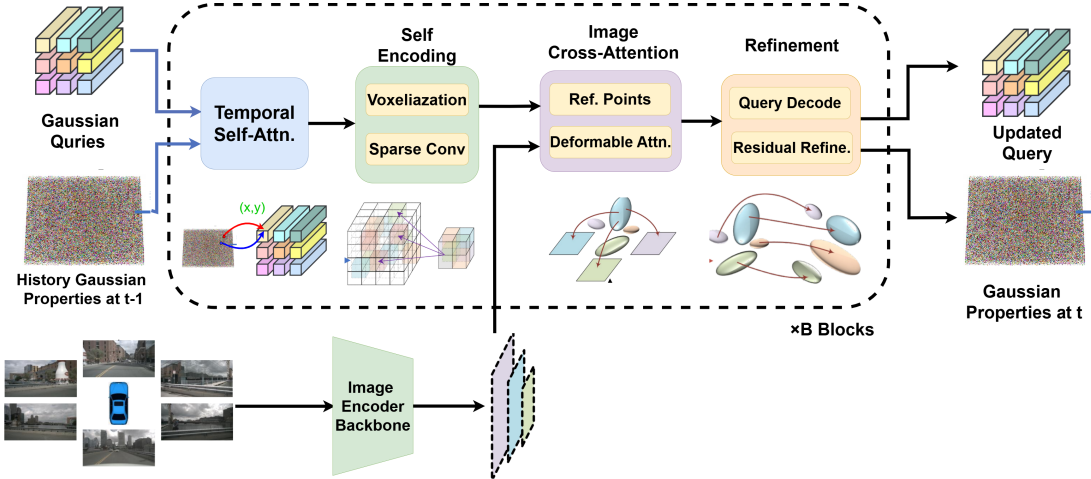 Self
Encoding
Image
Cross-Attention
Refinement
Temporal
Self-Attn.
Voxeliazation
Sparse Conv
Ref. Points
Deformable Attn.
Query Decode
Residual Refine.
Gaussian
Quries
Updated
Query
(x,y)
History Gaussian
Properties at t-1
Gaussian
Properties at t
×B Blocks
Image
Encoder
Backbone